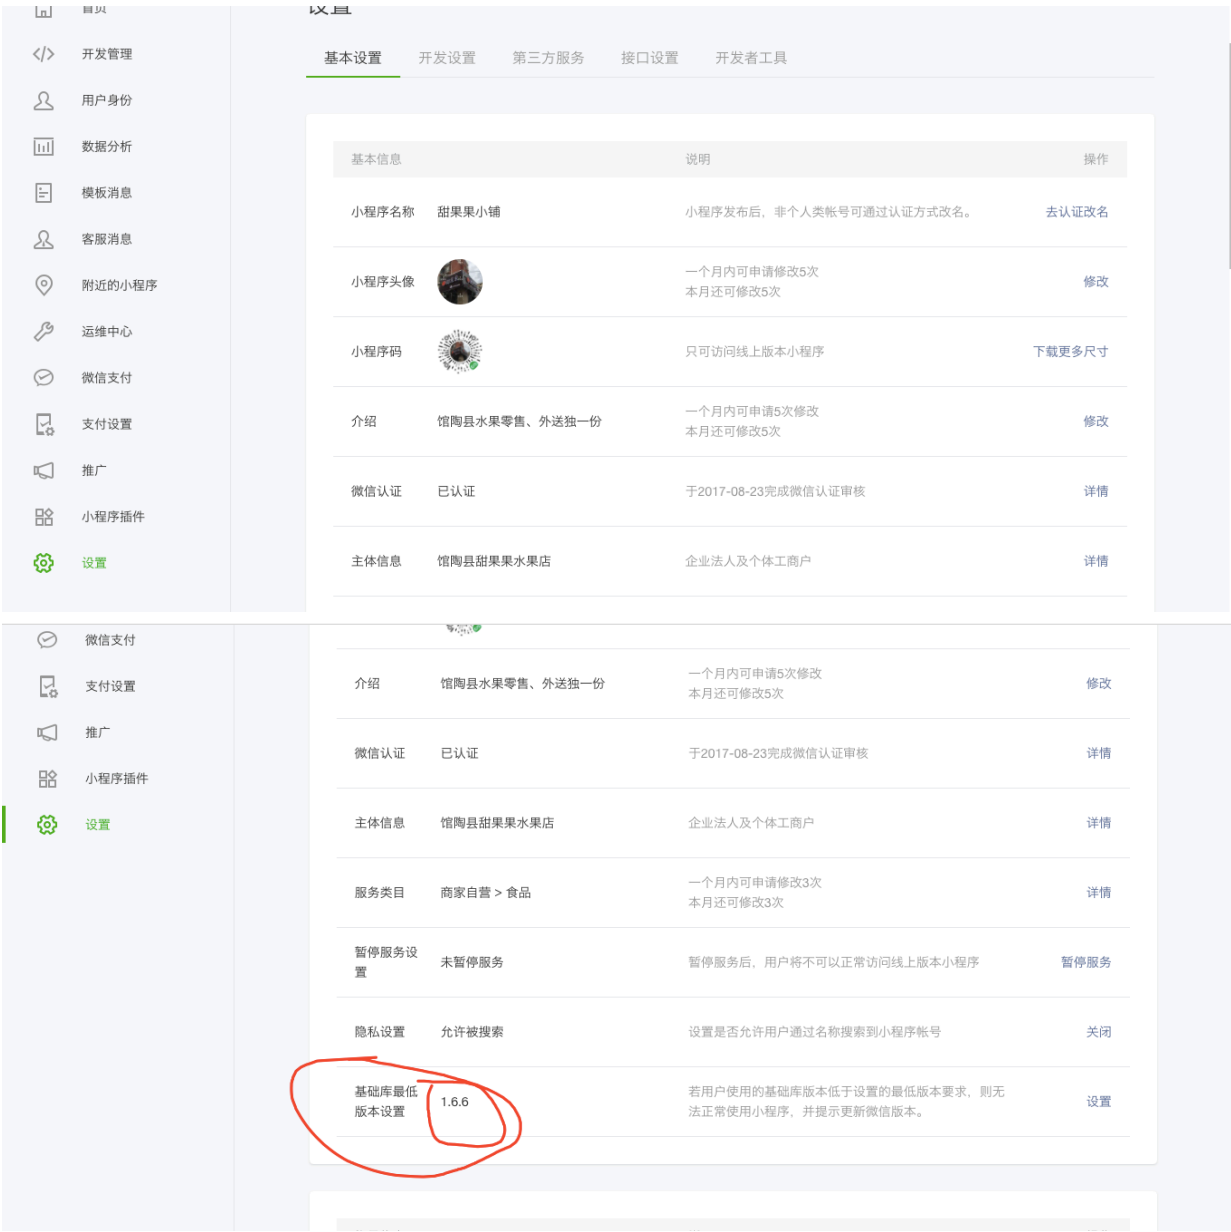 首页
设置
开发管理
基本设置 开发设置 第三方服务 接口设置 开发者工具
用户身份
数据分析
基本信息 说明 操作
模板消息
小程序名称 甜果果小铺 小程序发布后，非个人类帐号可通过认证方式改名。 去认证改名
客服消息
小程序头像 一个月内可申请修改5次 修改
本月还可修改5次
附近的小程序
运维中心
小程序码 只可访问线上版本小程序 下载更多尺寸
微信支付
支付设置
介绍 馆陶县水果零售、外送独一份 一个月内可申请5次修改 修改
本月还可修改5次
推广
微信认证 已认证 于2017-08-23完成微信认证审核 详情
小程序插件
设置
主体信息 馆陶县甜果果水果店 企业法人及个体工商户 详情
微信支付
支付设置
介绍 馆陶县水果零售、外送独一份 一个月内可申请5次修改 修改
本月还可修改5次
推广
微信认证 已认证 于2017-08-23完成微信认证审核 详情
小程序插件
设置
主体信息 馆陶县甜果果水果店 企业法人及个体工商户 详情
服务类目 商家自营 > 食品 一个月内可申请修改3次 详情
本月还可修改3次
暂停服务设
置 未暂停服务 暂停服务后，用户将不可以正常访问线上版本小程序 暂停服务
隐私设置 允许被搜索 设置是否允许用户通过名称搜索到小程序帐号 关闭
基础库最低
版本设置 1.6.6 若用户使用的基础库版本低于设置的最低版本要求，则无
法正常使用小程序，并提示更新微信版本。 设置